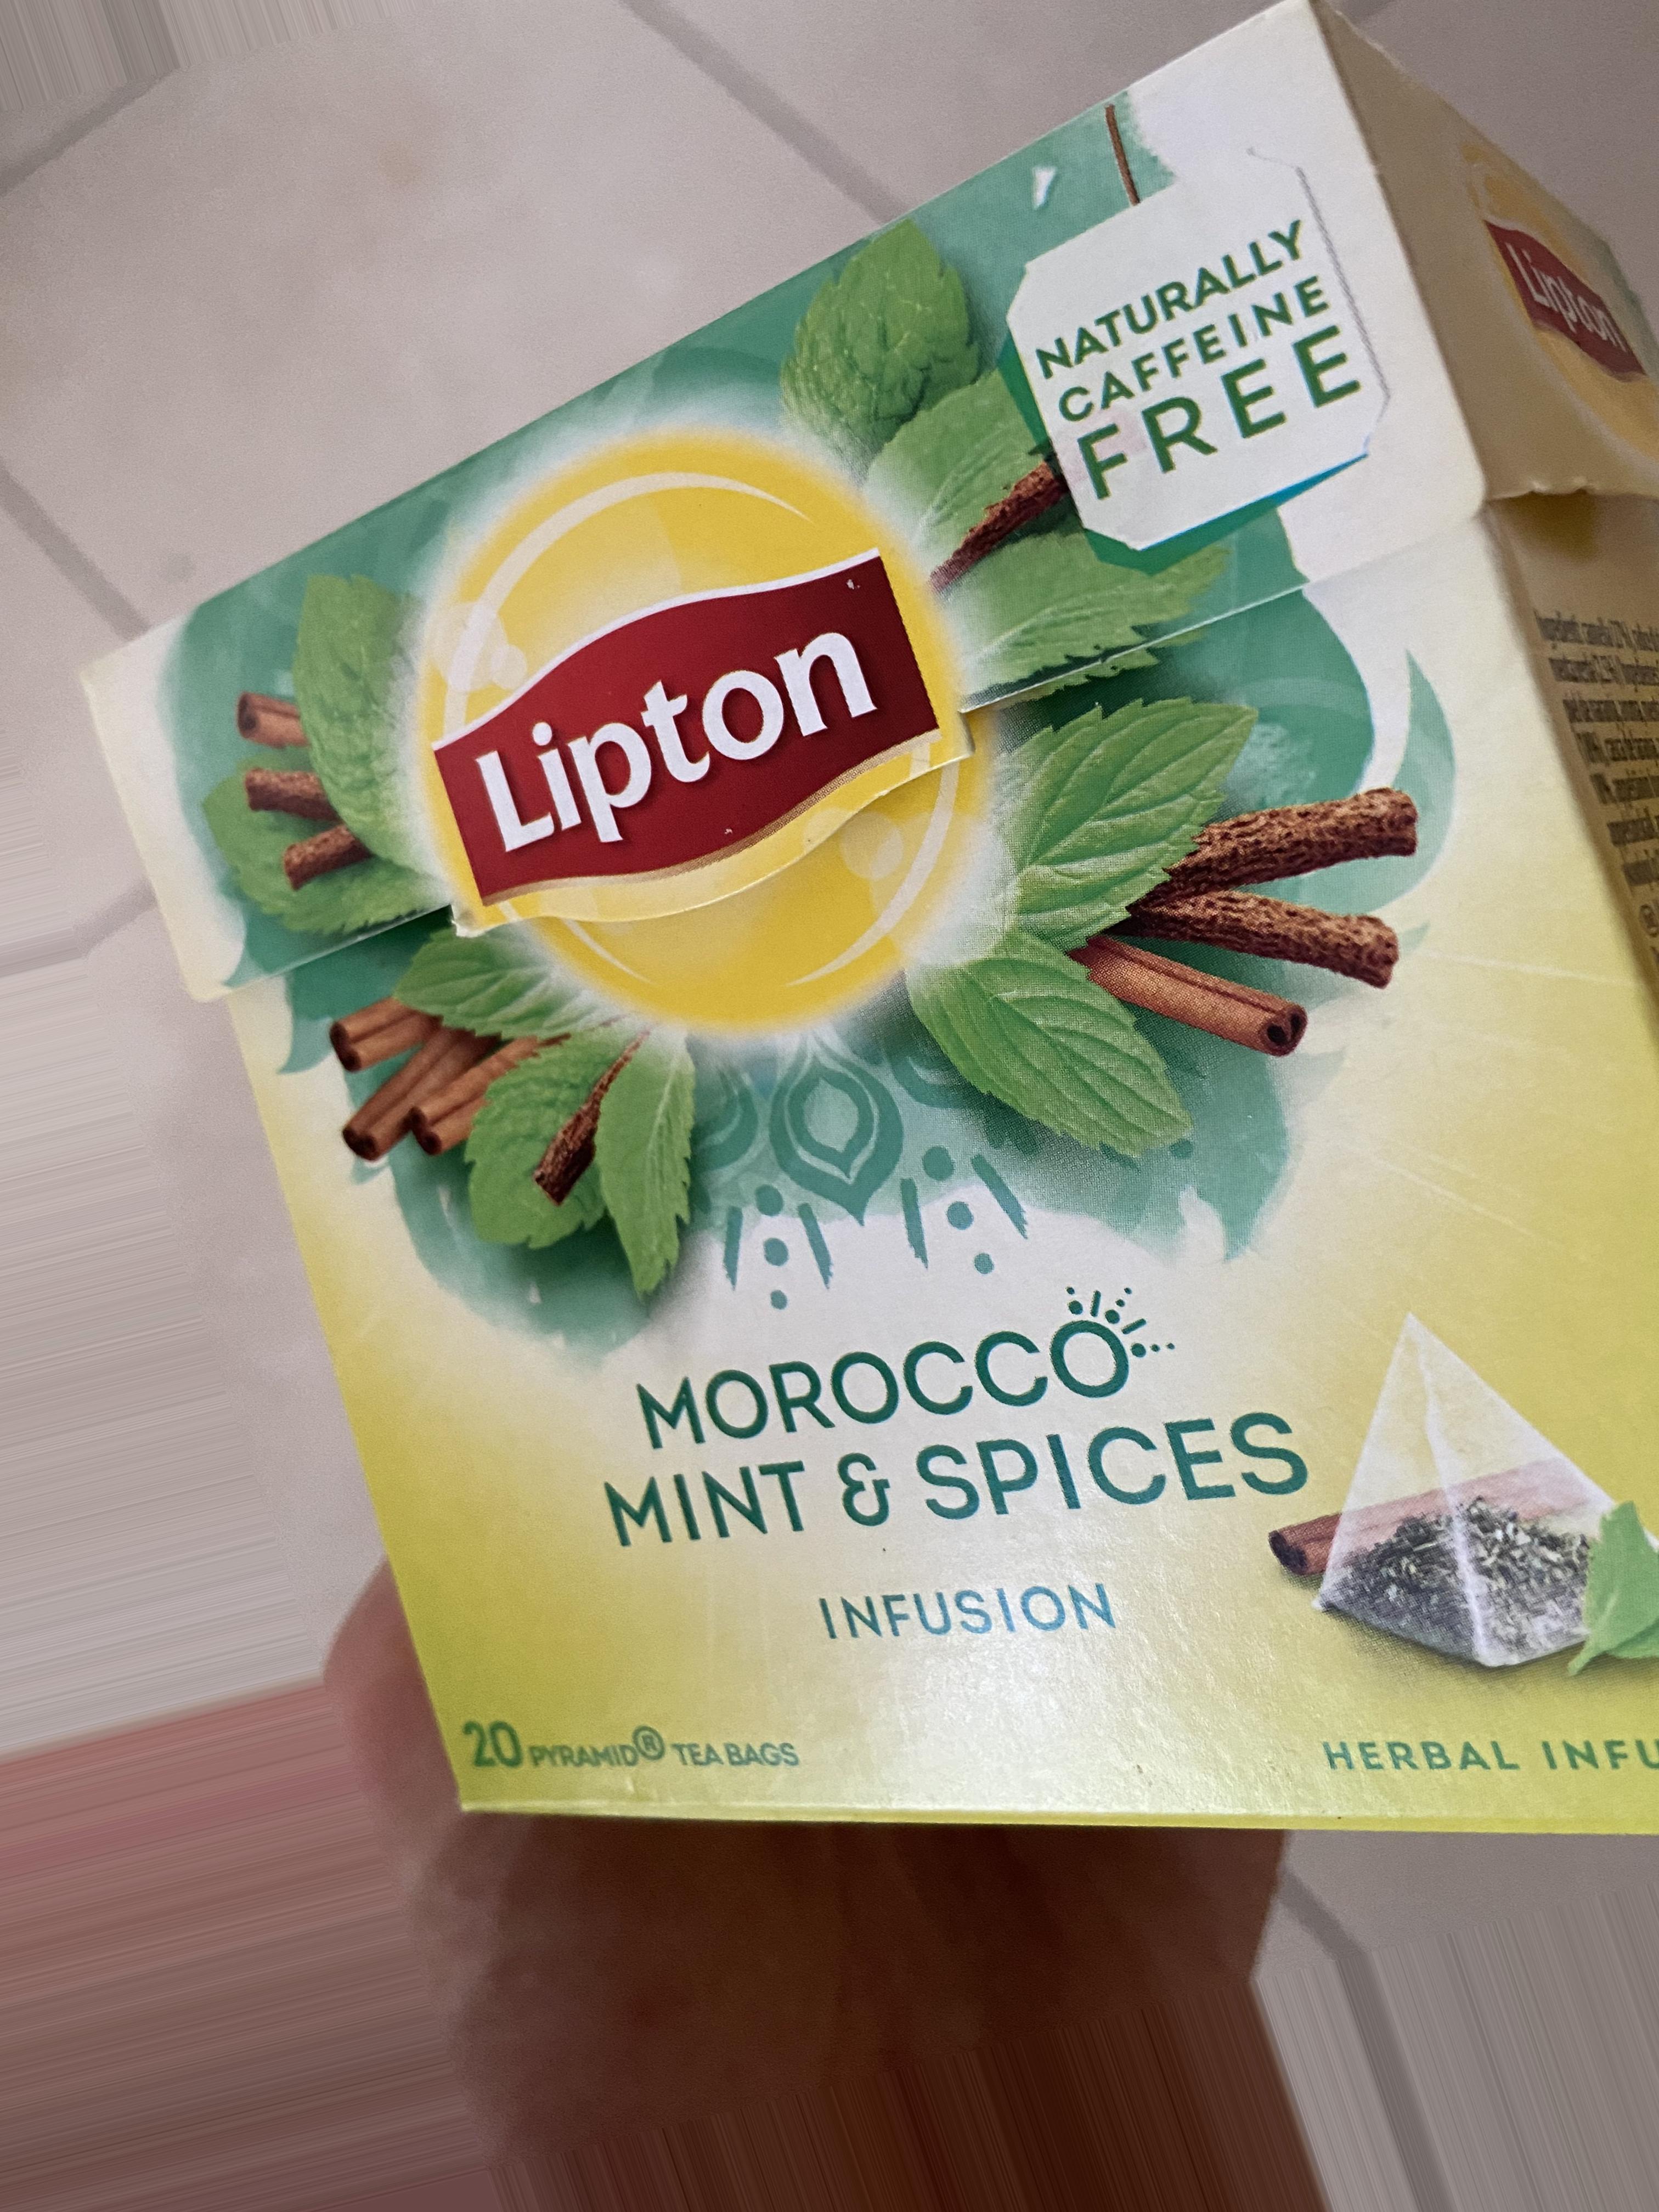 NATURALLY
CAFFEINE
FREE
Lipton
Lipton
MOROCCO
MINT & SPICES
INFUSION
20 PYRAMID® TEA BAGS
HERBAL INFU